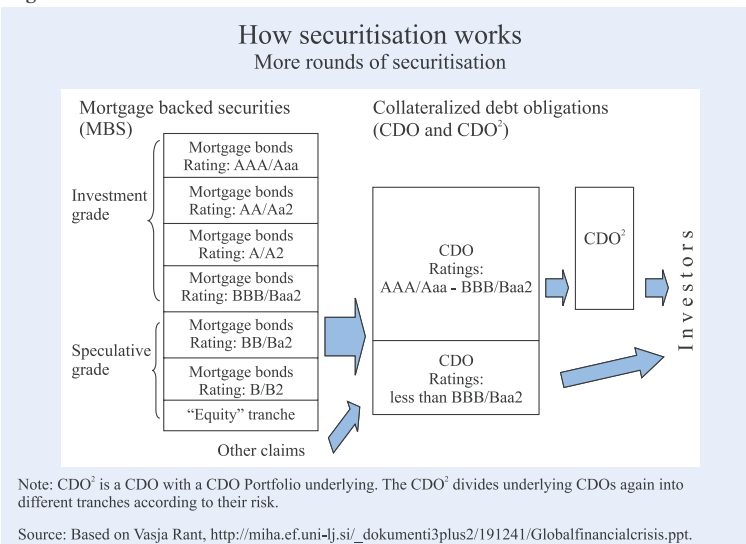 How securitisation works
More rounds of securitisation
Mortgage backed securities
(MBS)
Collateralized debt obligations
(CDO and CDO²)
Investment
grade
Speculative
grade
Mortgage bonds
Rating: AAA/Aaa
Mortgage bonds
Rating: AA/Aa2
Mortgage bonds
Rating: A/A2
Mortgage bonds
Rating: BBB/Baa2
Mortgage bonds
Rating: BB/Ba2
Mortgage bonds
Rating: B/B2
“Equity” tranche
Other claims
CDO
Ratings:
AAA/Aaa - BBB/Baa2
CDO
Ratings:
less than BBB/Baa2
CDO²
Investors
Note: CDO² is a CDO with a CDO Portfolio underlying. The CDO² divides underlying CDOs again into
different tranches according to their risk.
Source: Based on Vasja Rant, http://miha.ef.uni-lj.si/_dokumenti3plus2/191241/Globalfinancialcrisis.ppt.